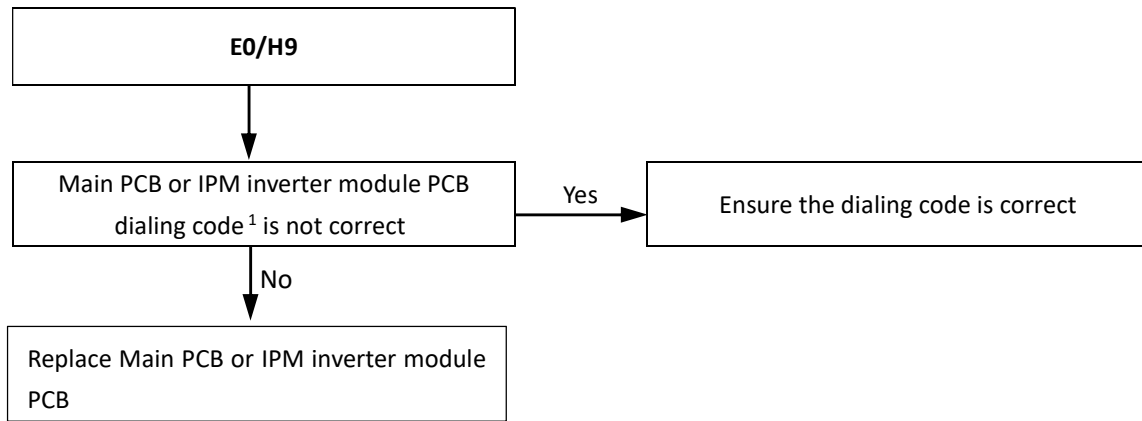 E0/H9
Main PCB or IPM inverter module PCB
dialing code ¹ is not correct
Yes
Ensure the dialing code is correct
No
Replace Main PCB or IPM inverter module
PCB